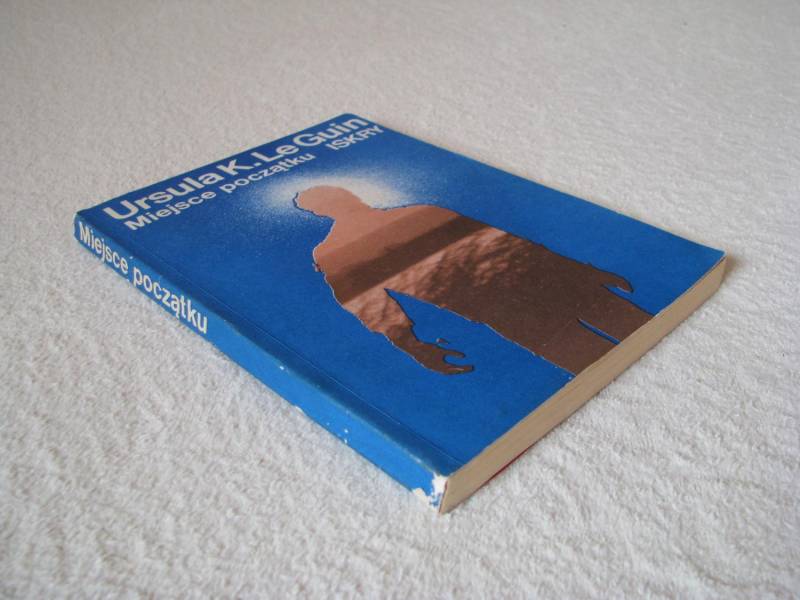 Ursula K. Le Guin
Miejsce początku ISKRY
Miejsce początku